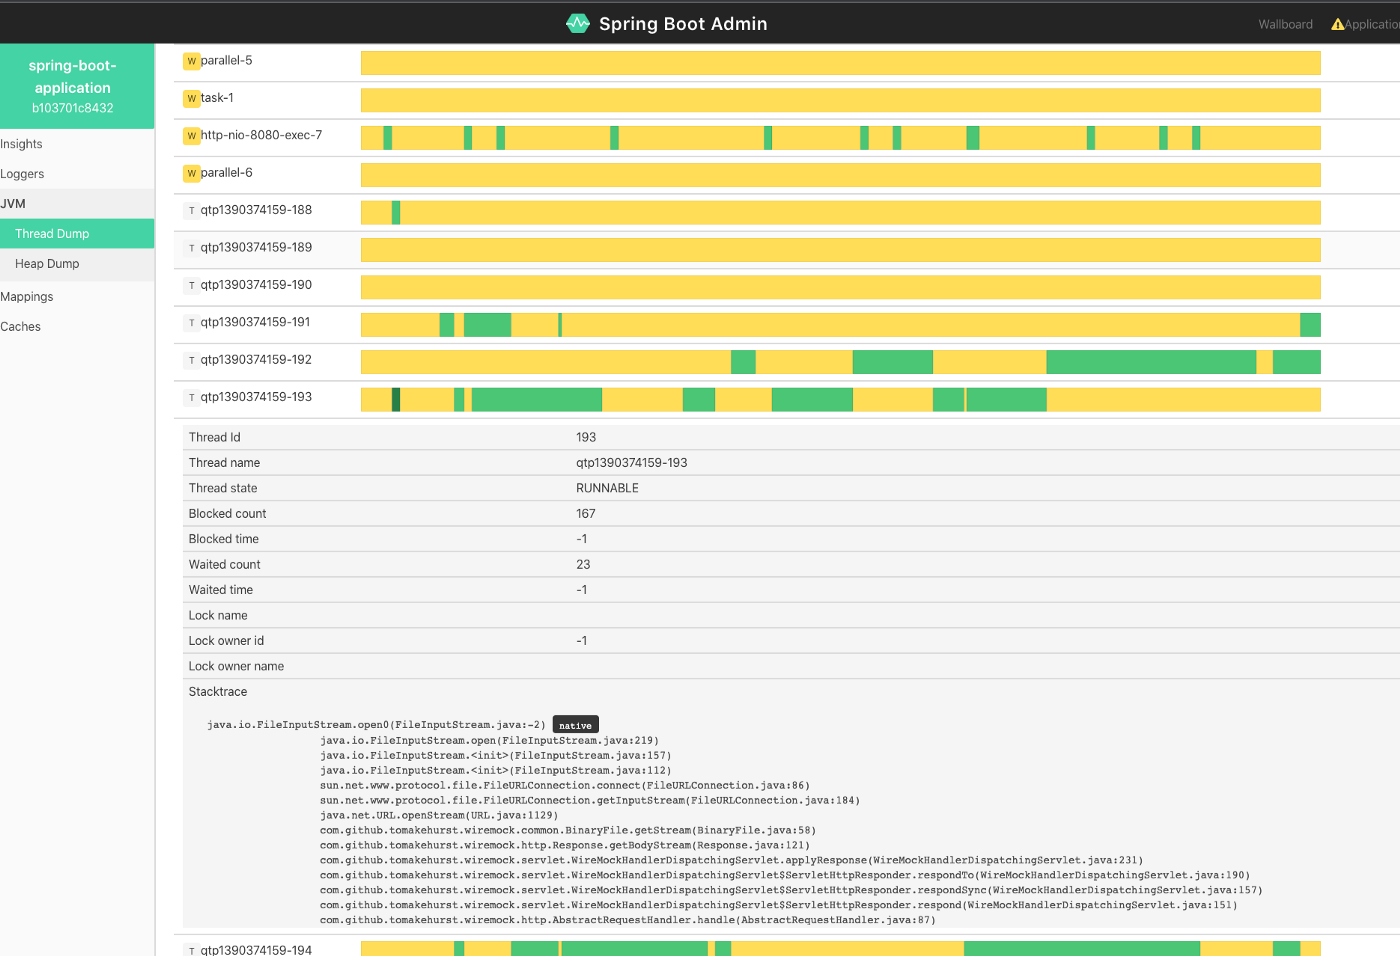 Spring Boot Admin
Wallboard
Applicatio
spring-boot-
application
b103701c8432
Insights
Loggers
JVM
Thread Dump
Heap Dump
Mappings
Caches
W parallel-5
W task-1
W http-nio-8080-exec-7
W parallel-6
T qtp1390374159-188
T qtp1390374159-189
T qtp1390374159-190
T qtp1390374159-191
T qtp1390374159-192
T qtp1390374159-193
Thread Id 193
Thread name qtp1390374159-193
Thread state RUNNABLE
Blocked count 167
Blocked time -1
Waited count 23
Waited time -1
Lock name
Lock owner id -1
Lock owner name
Stacktrace
java.io.FileInputStream.open0(FileInputStream.java:-2) native
java.io.FileInputStream.open(FileInputStream.java:219)
java.io.FileInputStream.<init>(FileInputStream.java:157)
java.io.FileInputStream.<init>(FileInputStream.java:112)
sun.net.www.protocol.file.FileURLConnection.connect(FileURLConnection.java:86)
sun.net.www.protocol.file.FileURLConnection.getInputStream(FileURLConnection.java:184)
java.net.URL.openStream(URL.java:1129)
com.github.tomakehurst.wiremock.common.BinaryFile.getStream(BinaryFile.java:58)
com.github.tomakehurst.wiremock.http.Response.getBodyStream(Response.java:121)
com.github.tomakehurst.wiremock.servlet.WireMockHandlerDispatchingServlet.applyResponse(WireMockHandlerDispatchingServlet.java:231)
com.github.tomakehurst.wiremock.servlet.WireMockHandlerDispatchingServlet$ServletHttpResponder.respondTo(WireMockHandlerDispatchingServlet.java:190)
com.github.tomakehurst.wiremock.servlet.WireMockHandlerDispatchingServlet$ServletHttpResponder.respondSync(WireMockHandlerDispatchingServlet.java:157)
com.github.tomakehurst.wiremock.servlet.WireMockHandlerDispatchingServlet$ServletHttpResponder.respond(WireMockHandlerDispatchingServlet.java:151)
com.github.tomakehurst.wiremock.http.AbstractRequestHandler.handle(AbstractRequestHandler.java:87)
T qtp1390374159-194